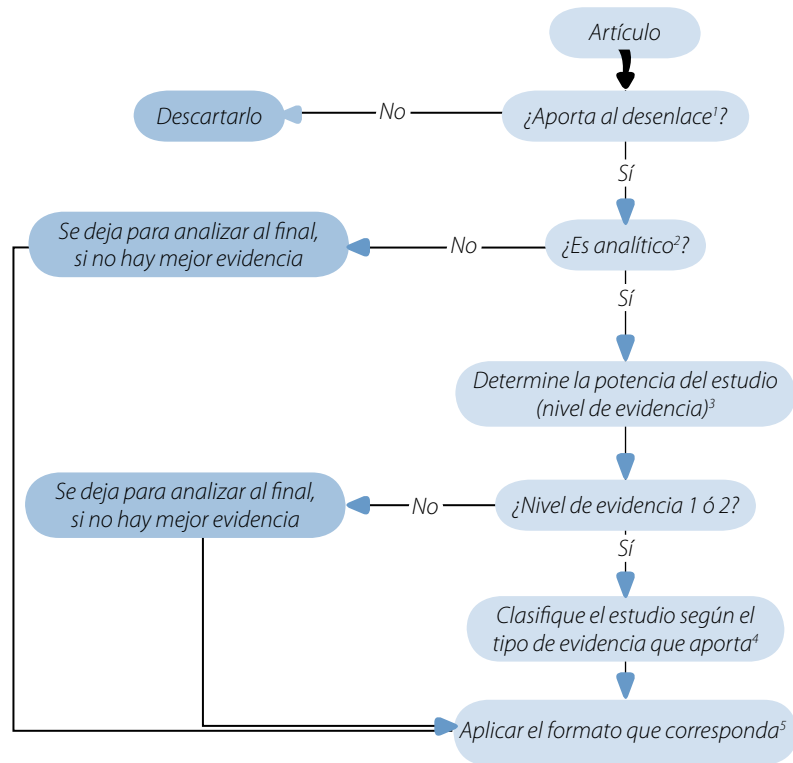 Artículo
Descartarlo
No
¿Aporta al desenlace¹?
Sí
Se deja para analizar al final,
si no hay mejor evidencia
No
¿Es analítico²?
Sí
Determine la potencia del estudio
(nivel de evidencia)³
Se deja para analizar al final,
si no hay mejor evidencia
No
¿Nivel de evidencia 1 ó 2?
Sí
Clasifique el estudio según el
tipo de evidencia que aporta⁴
Aplicar el formato que corresponda⁵